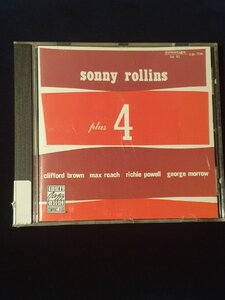 sonny rollins
plus 4
clifford brown max roach richie powell george morrow